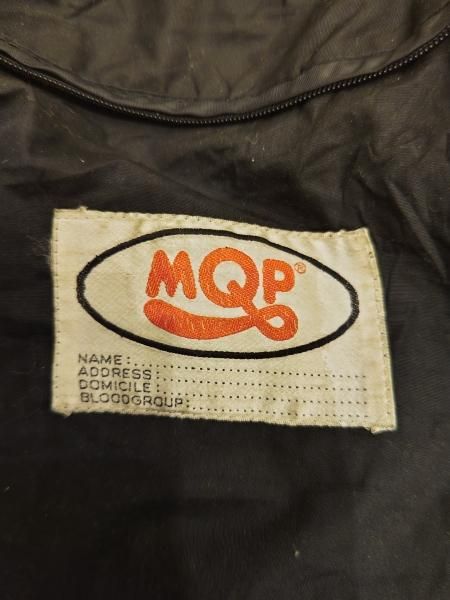 MQP®
NAME:
ADDRESS:
DOMICILE:
BLOODGROUP: